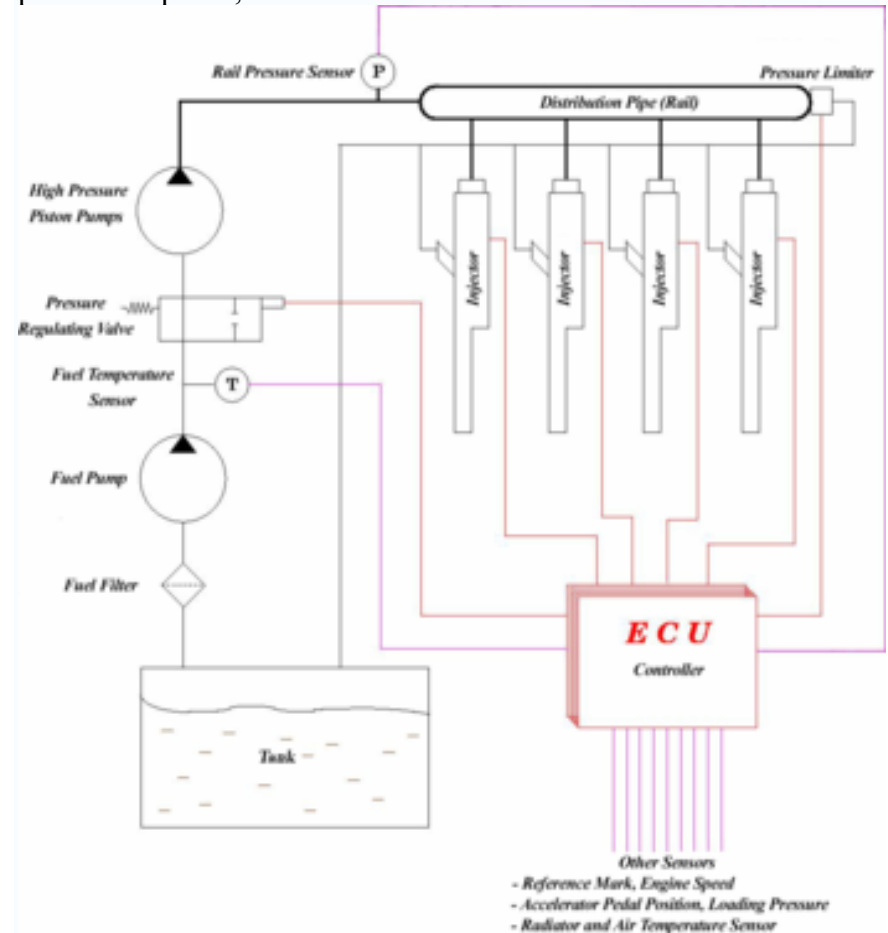 Rail Pressure Sensor
P
Pressure Limiter
Distribution Pipe (Rail)
High Pressure
Piston Pumps
Injector
Injector
Injector
Injector
Pressure
Regulating Valve
Fuel Temperature
Sensor
T
Fuel Pump
Fuel Filter
E C U
Controller
Tank
Other Sensors
- Reference Mark, Engine Speed
- Accelerator Pedal Position, Loading Pressure
- Radiator and Air Temperature Sensor